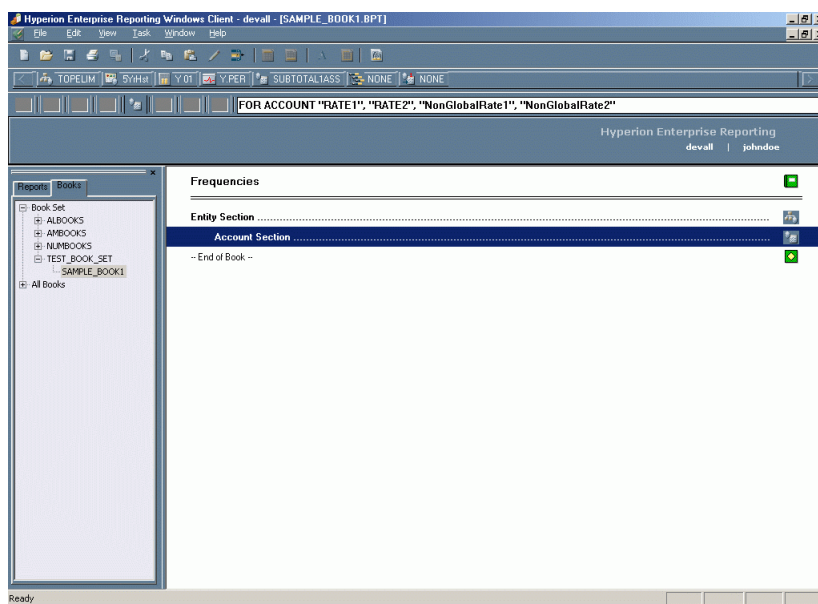 Hyperion Enterprise Reporting Windows Client - devall - [SAMPLE_BOOK1.BPT]
File Edit View Task Window Help
TOPELIM 5YrHst Y 01 Y.PER SUBTOTAL1ASS NONE NONE
FOR ACCOUNT "RATE1", "RATE2", "NonGlobalRate1", "NonGlobalRate2"
Hyperion Enterprise Reporting
devall | johndoe
Reports Books
Book Set
ALBOOKS
AMBOOKS
NUMBOOKS
TEST_BOOK_SET
SAMPLE_BOOK1
All Books
Frequencies
Entity Section
Account Section
-- End of Book --
Ready